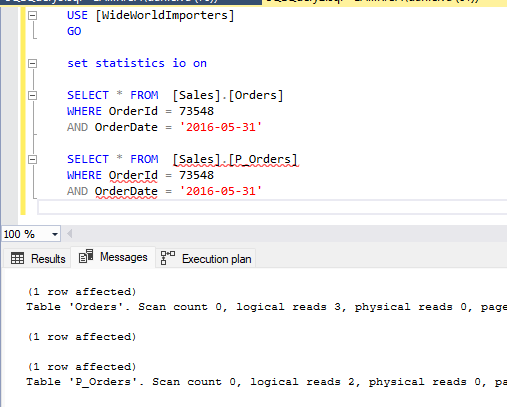 USE [WideWorldImporters]
GO
set statistics io on
SELECT * FROM [Sales].[Orders]
WHERE OrderId = 73548
AND OrderDate = '2016-05-31'
SELECT * FROM [Sales].[P_Orders]
WHERE OrderId = 73548
AND OrderDate = '2016-05-31'
100 %
Results Messages Execution plan
(1 row affected)
Table 'Orders'. Scan count 0, logical reads 3, physical reads 0, page
(1 row affected)
(1 row affected)
Table 'P_Orders'. Scan count 0, logical reads 2, physical reads 0, pa